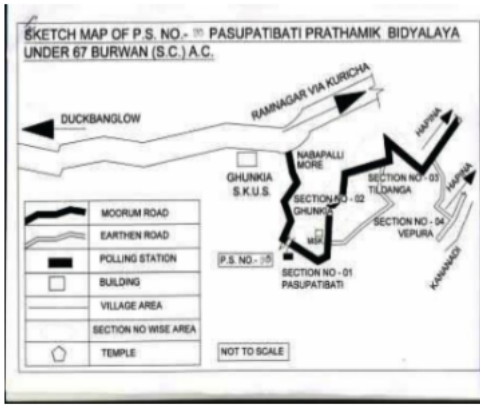 SKETCH MAP OF P.S. NO.- PASUPATIBATI PRATHAMIK BIDYALAYA
UNDER 67 BURWAN (S.C.) A.C.
RAMNAGAR VIA KURICHA
DUCKBANGLOW
HAPINA
NABAPALLI
MORE
GHUNKIA
S.K.U.S.
SECTION NO - 03
TILDANGA
HAPINA
SECTION NO - 02
GHUNKIA
SECTION NO - 04
VEPURA
MSK
KANANADI
P.S. NO.-
SECTION NO - 01
PASUPATIBATI
MOORUM ROAD
EARTHEN ROAD
POLLING STATION
BUILDING
VILLAGE AREA
SECTION NO WISE AREA
TEMPLE
NOT TO SCALE